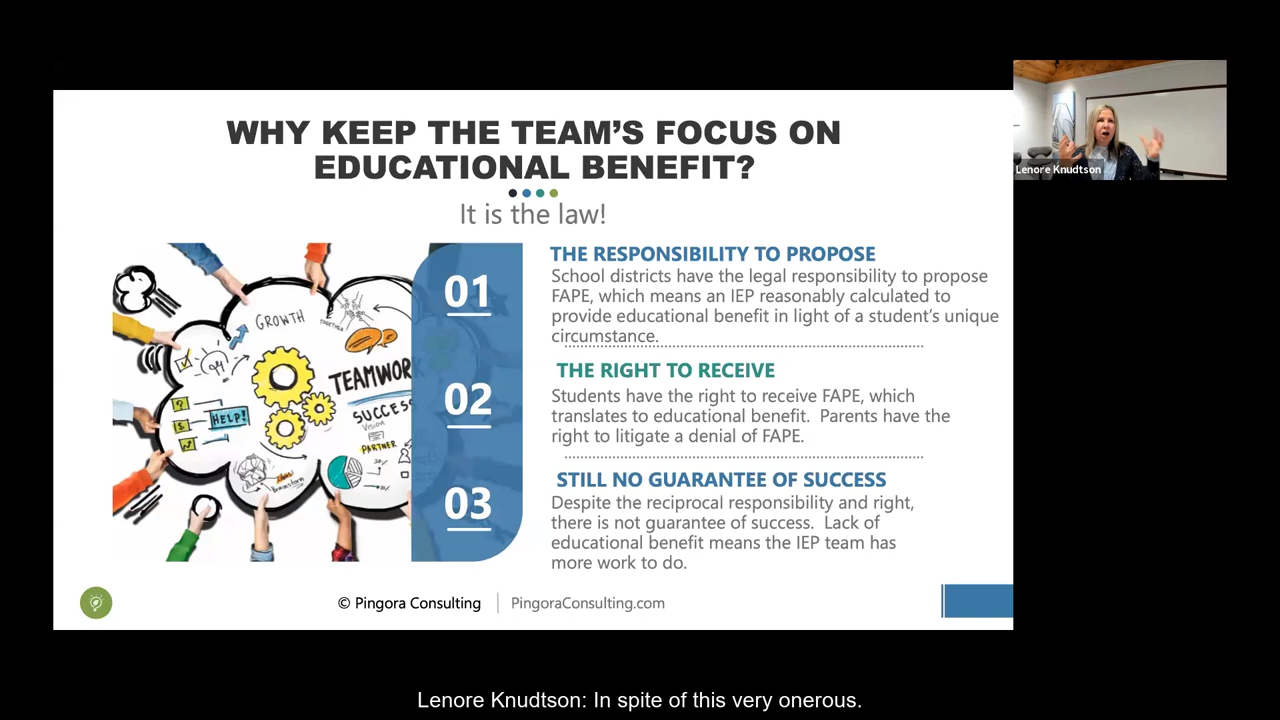 WHY KEEP THE TEAM'S FOCUS ON
EDUCATIONAL BENEFIT?
It is the law!
Lenore Knudtson
GROWTH
TOGETHER
TEAMWORK
SUCCESS
Vision
HELP!
PARTNER
Ideas
Brainstorm
01
THE RESPONSIBILITY TO PROPOSE
School districts have the legal responsibility to propose
FAPE, which means an IEP reasonably calculated to
provide educational benefit in light of a student's unique
circumstance.
02
THE RIGHT TO RECEIVE
Students have the right to receive FAPE, which
translates to educational benefit.  Parents have the
right to litigate a denial of FAPE.
03
STILL NO GUARANTEE OF SUCCESS
Despite the reciprocal responsibility and right,
there is not guarantee of success.  Lack of
educational benefit means the IEP team has
more work to do.
© Pingora Consulting | PingoraConsulting.com
Lenore Knudtson: In spite of this very onerous.